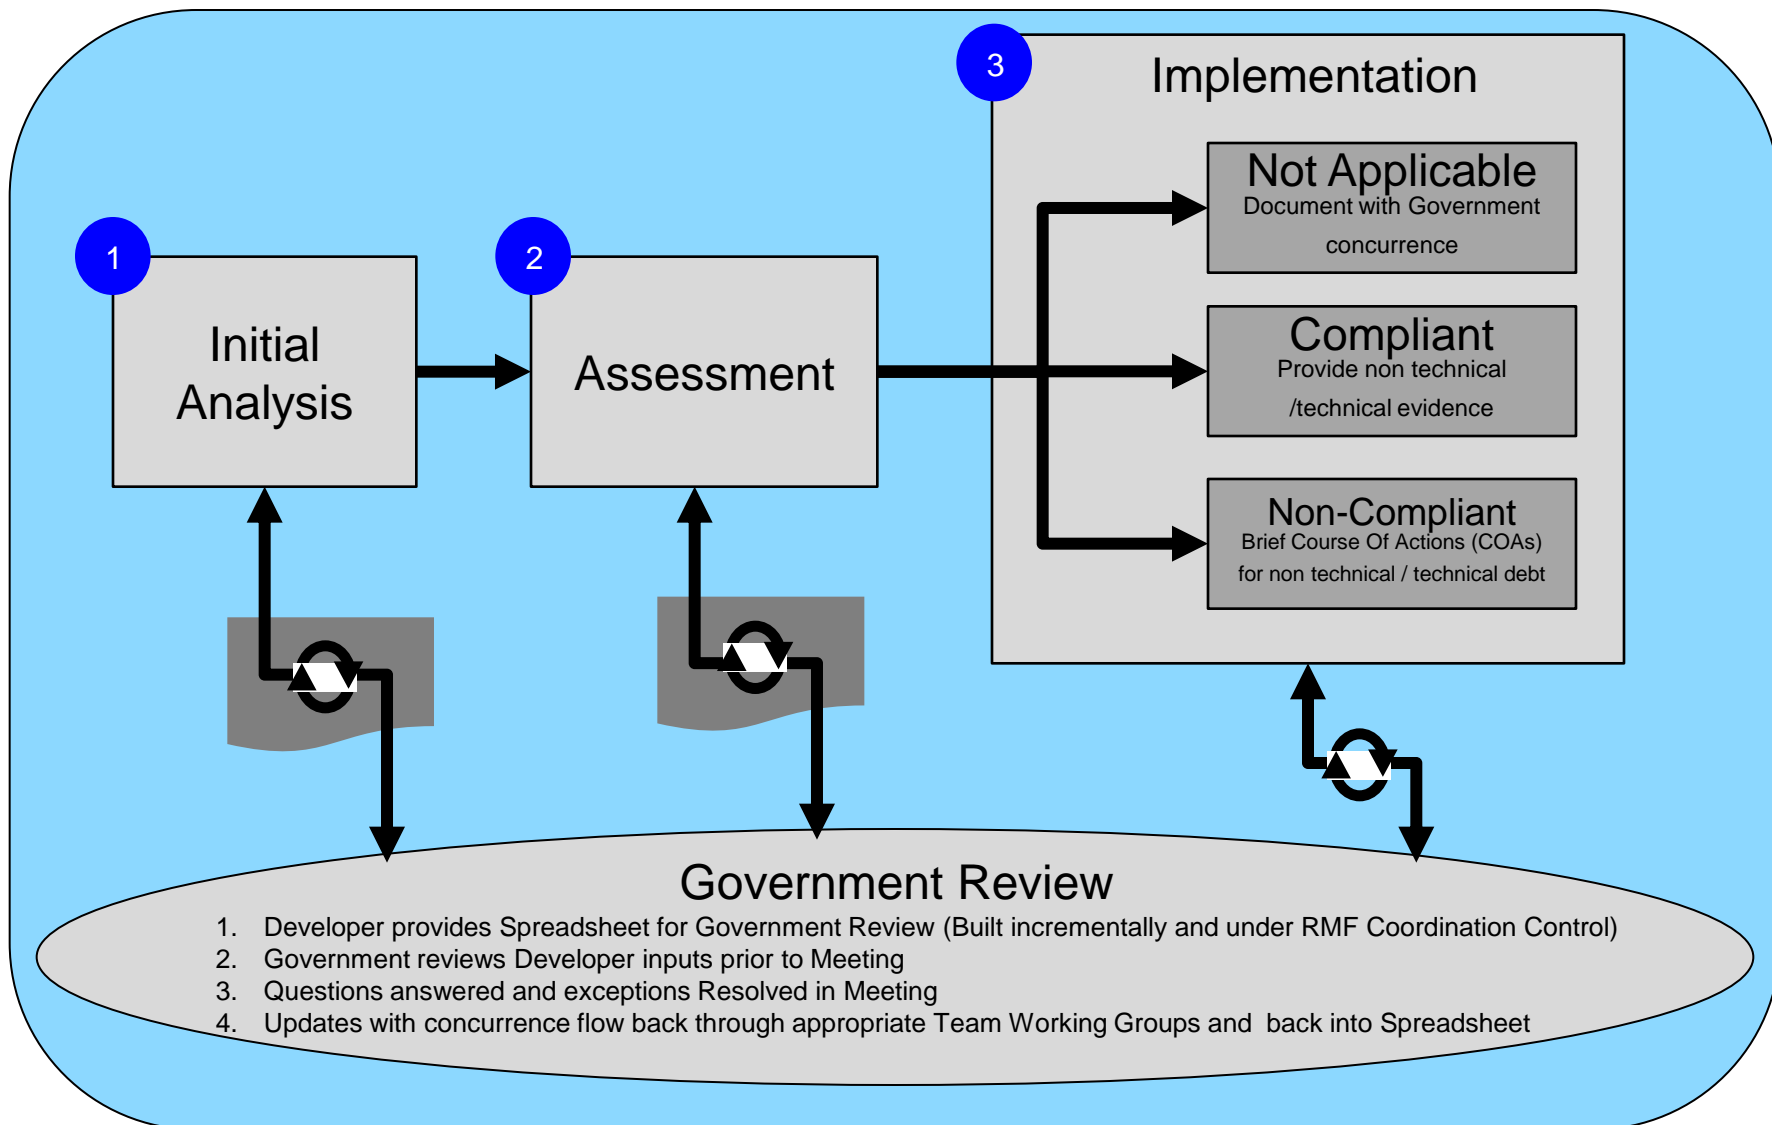 1
Initial
Analysis
2
Assessment
3
Implementation
Not Applicable
Document with Government
concurrence
Compliant
Provide non technical
/technical evidence
Non-Compliant
Brief Course Of Actions (COAs)
for non technical / technical debt
Government Review
1. Developer provides Spreadsheet for Government Review (Built incrementally and under RMF Coordination Control)
2. Government reviews Developer inputs prior to Meeting
3. Questions answered and exceptions Resolved in Meeting
4. Updates with concurrence flow back through appropriate Team Working Groups and  back into Spreadsheet